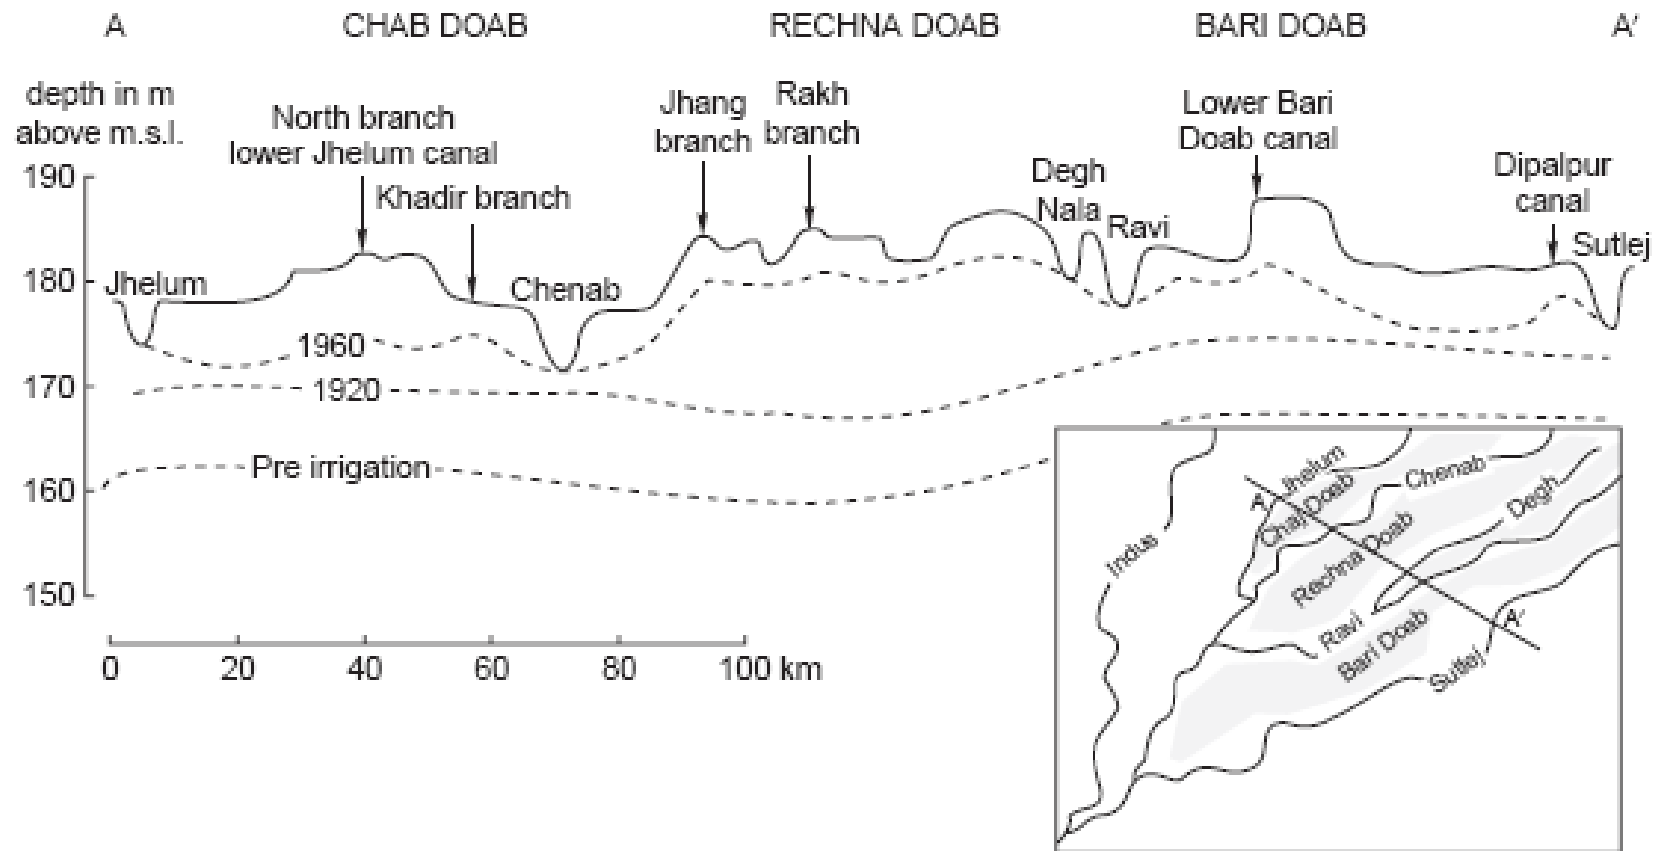 A CHAB DOAB RECHNA DOAB BARI DOAB A'
depth in m
above m.s.l.
North branch
lower Jhelum canal
Khadir branch
Jhang
branch
Rakh
branch
Degh
Nala
Ravi
Lower Bari
Doab canal
Dipalpur
canal
Sutlej
Jhelum
Chenab
190
180
170
160
150
1960
1920
Pre irrigation
0 20 40 60 80 100 km
Indus
A
Jhelum
Chaj Doab
Chenab
Rechna Doab
Degh
Ravi
Bari Doab
Sutlej
A'